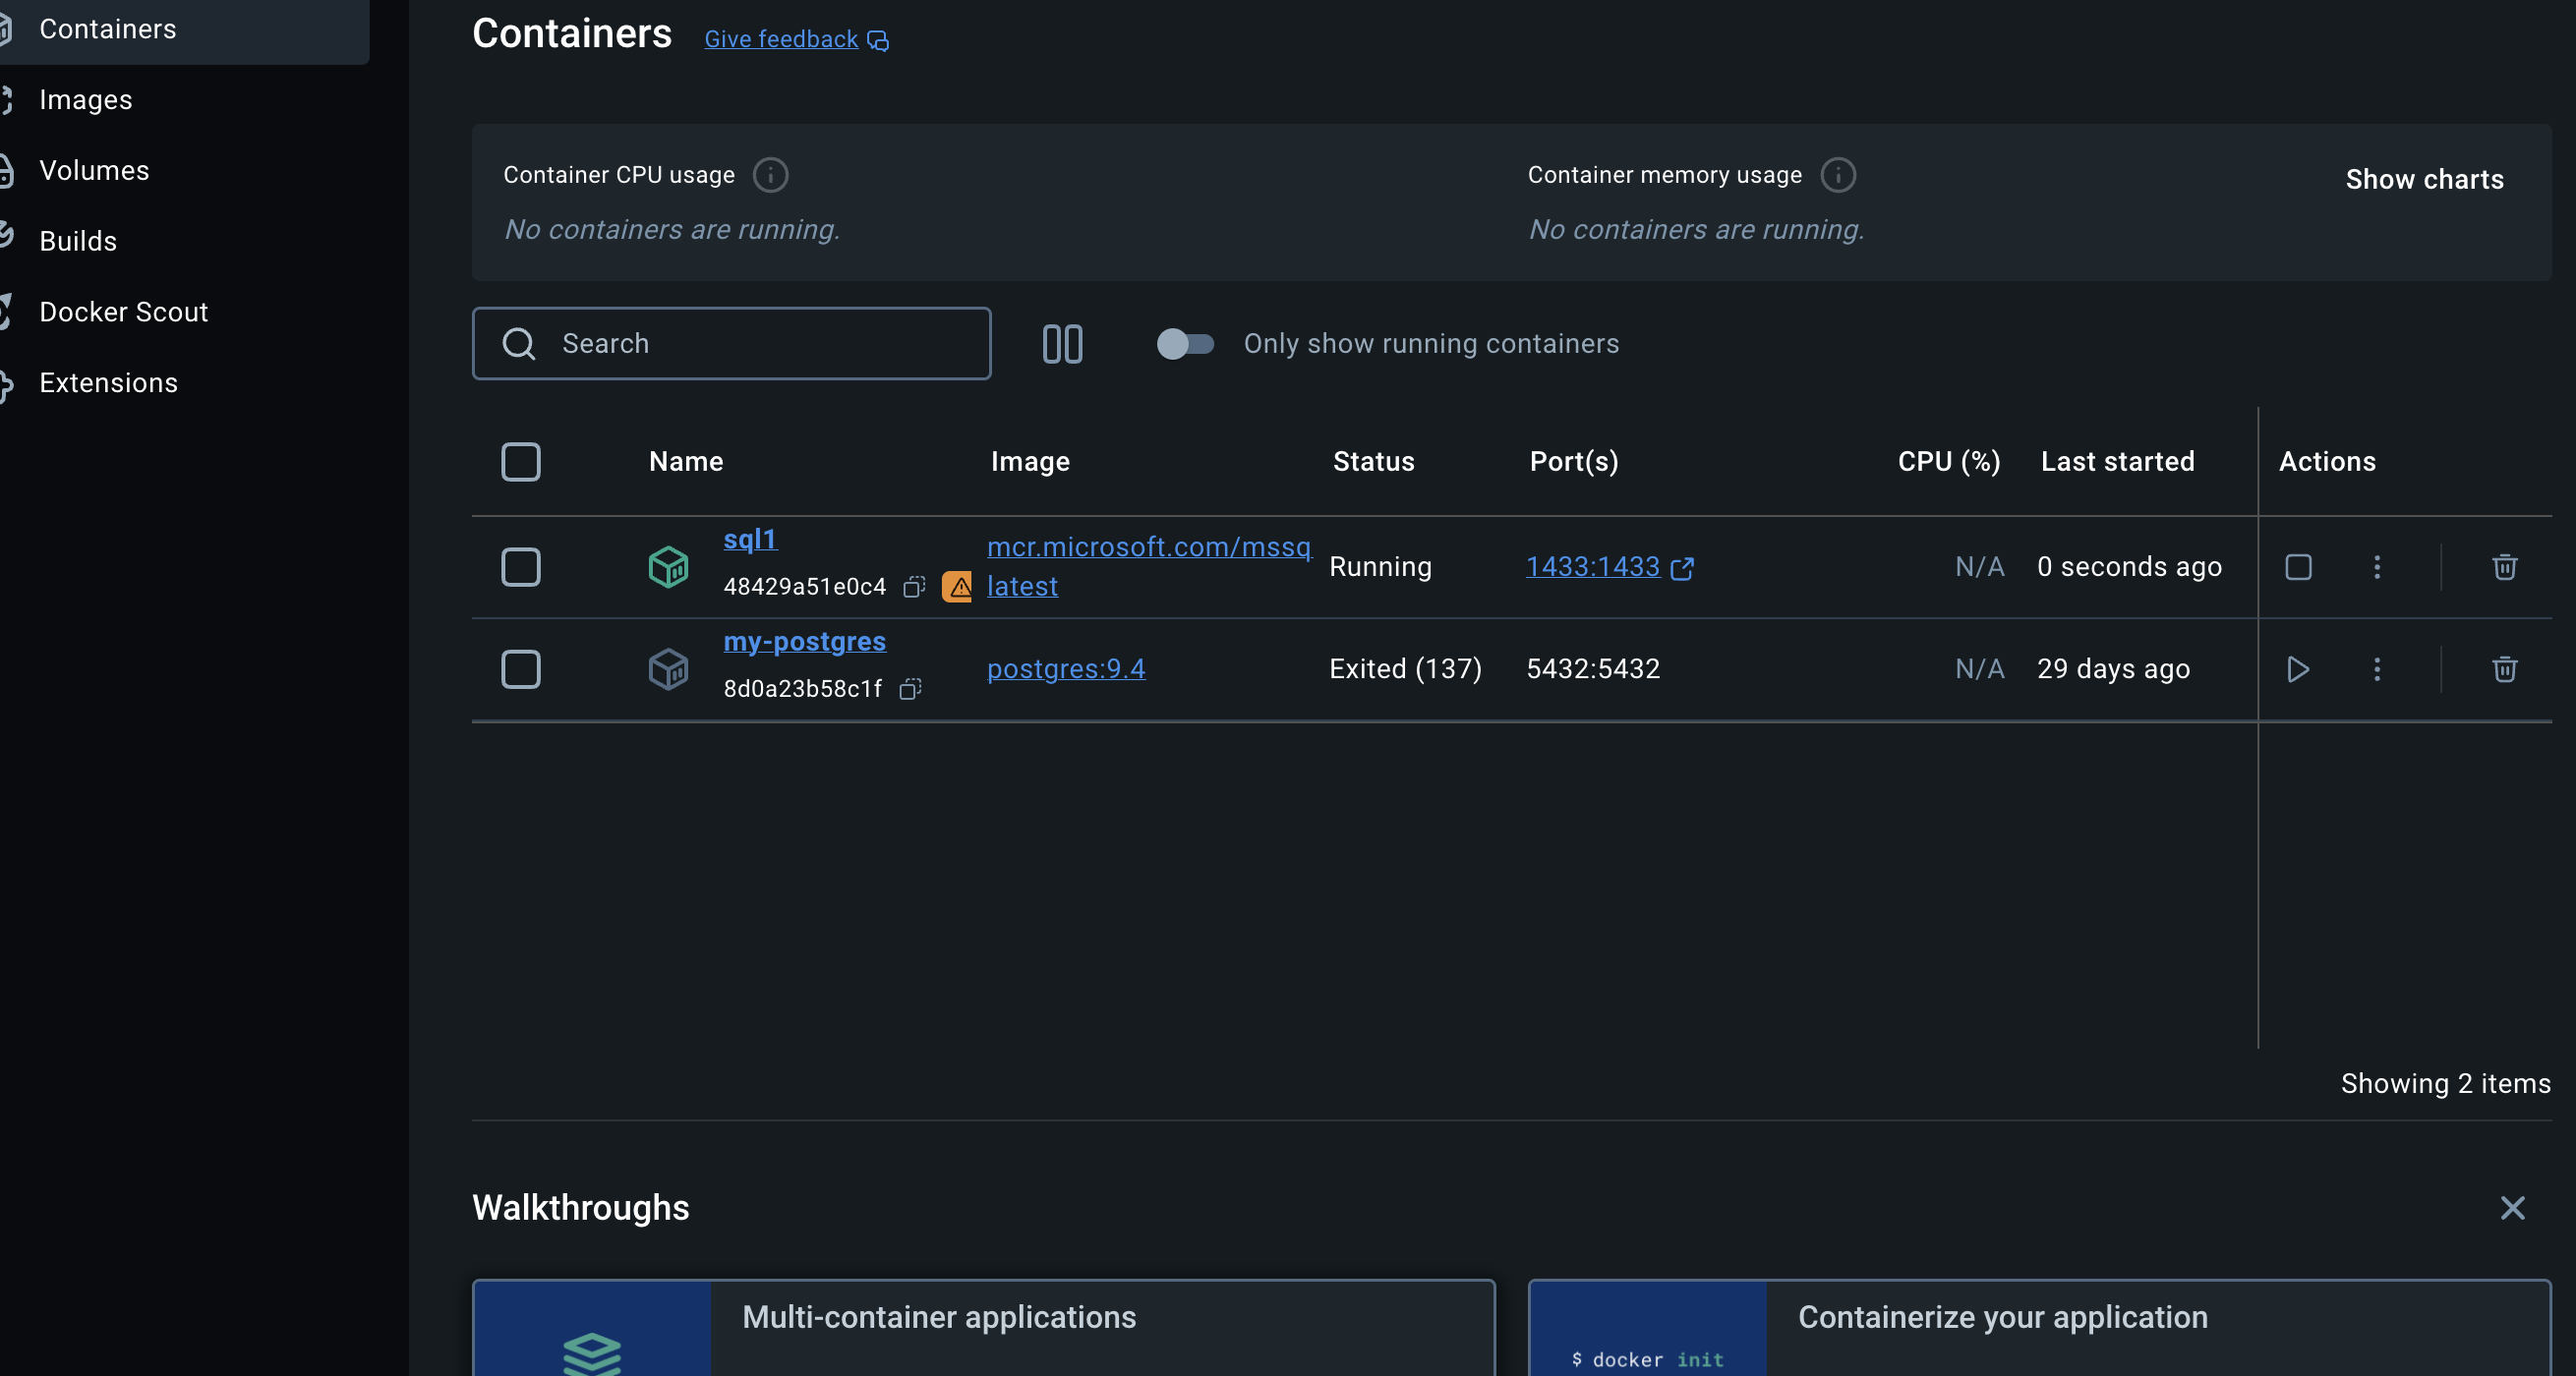 Containers
Images
Volumes
Builds
Docker Scout
Extensions
Containers Give feedback
Container CPU usage
No containers are running.
Container memory usage
No containers are running.
Show charts
Search
Only show running containers
Name Image Status Port(s) CPU (%) Last started Actions
sql1
48429a51e0c4
mcr.microsoft.com/mssq
latest
Running 1433:1433 N/A 0 seconds ago
my-postgres
8d0a23b58c1f
postgres:9.4 Exited (137) 5432:5432 N/A 29 days ago
Showing 2 items
Walkthroughs
Multi-container applications
Containerize your application
$ docker init